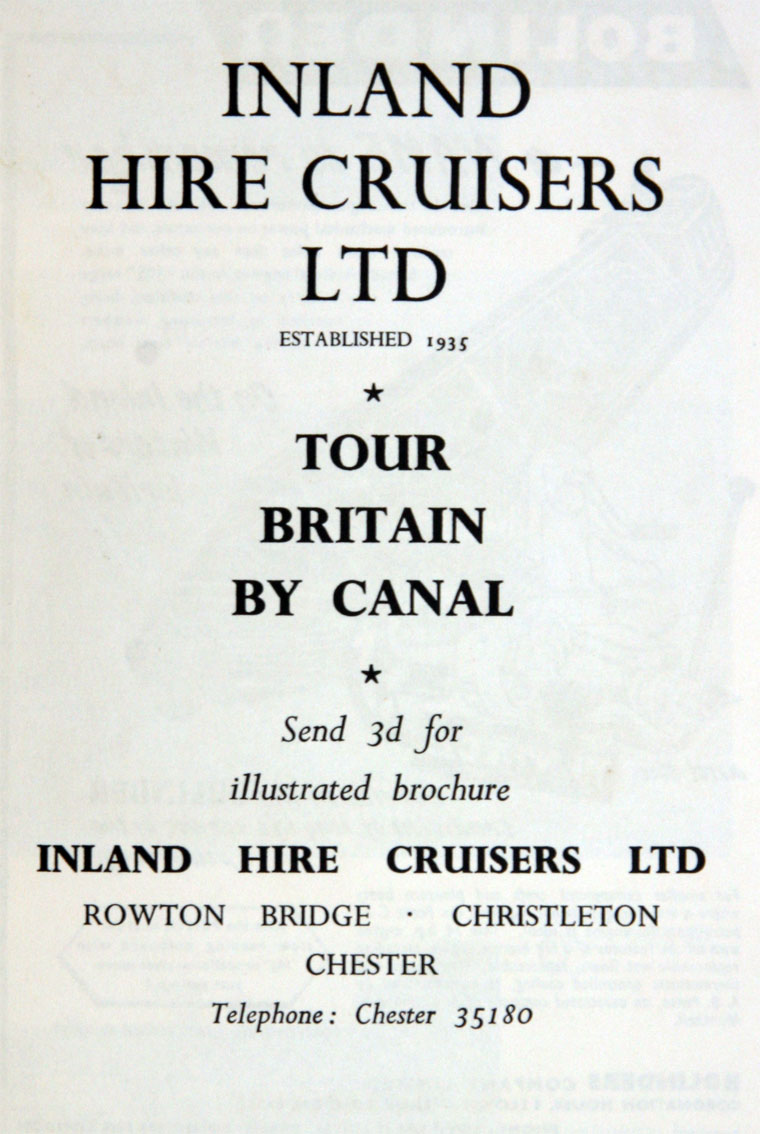 INLAND
HIRE CRUISERS
LTD
ESTABLISHED 1935
★
TOUR
BRITAIN
BY CANAL
★
Send 3d for
illustrated brochure
INLAND HIRE CRUISERS LTD
ROWTON BRIDGE · CHRISTLETON
CHESTER
Telephone: Chester 35180